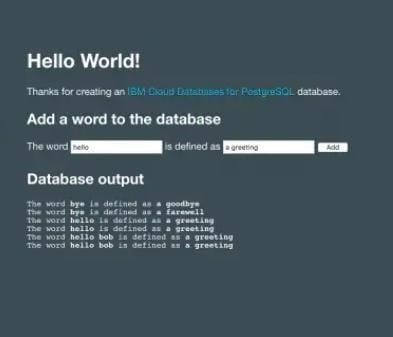 Hello World!
Thanks for creating an IBM Cloud Databases for PostgreSQL database.
Add a word to the database
The word hello is defined as a greeting Add
Database output
The word bye is defined as a goodbye
The word bye is defined as a farewell
The word hello is defined as a greeting
The word hello is defined as a greeting
The word hello bob is defined as a greeting
The word hello bob is defined as a greeting